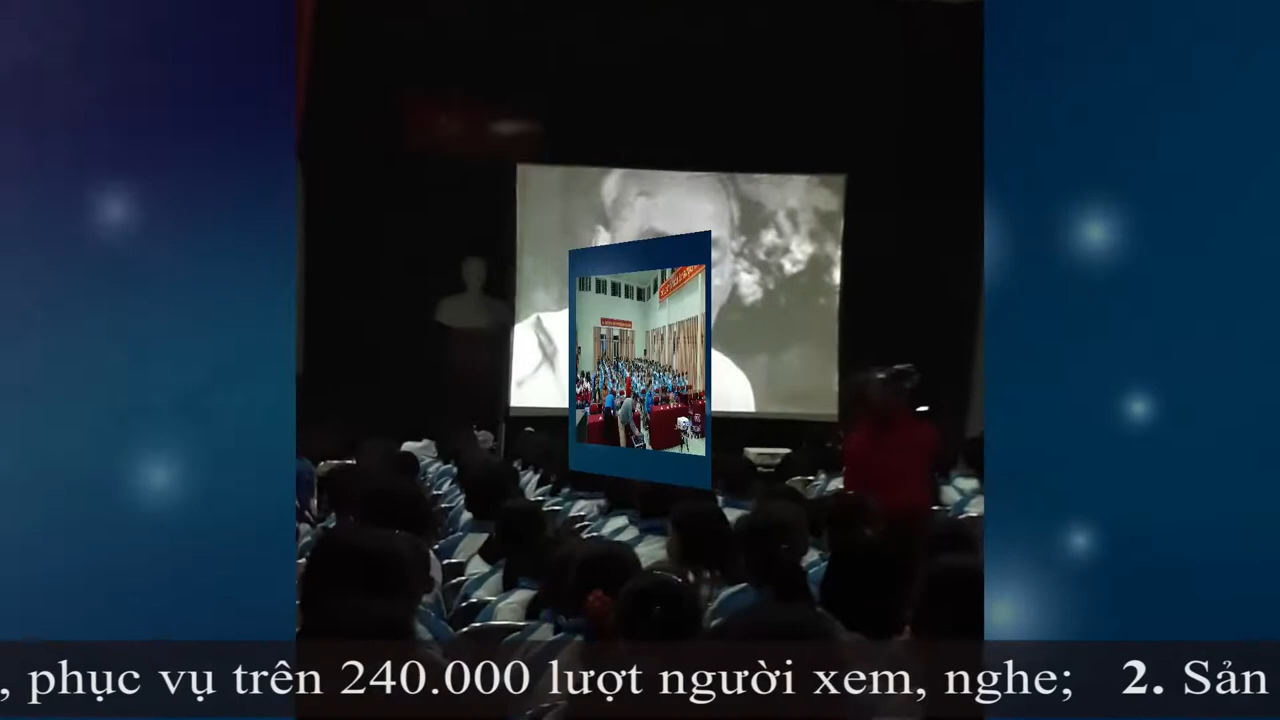 , phục vụ trên 240.000 lượt người xem, nghe;   2. Sản